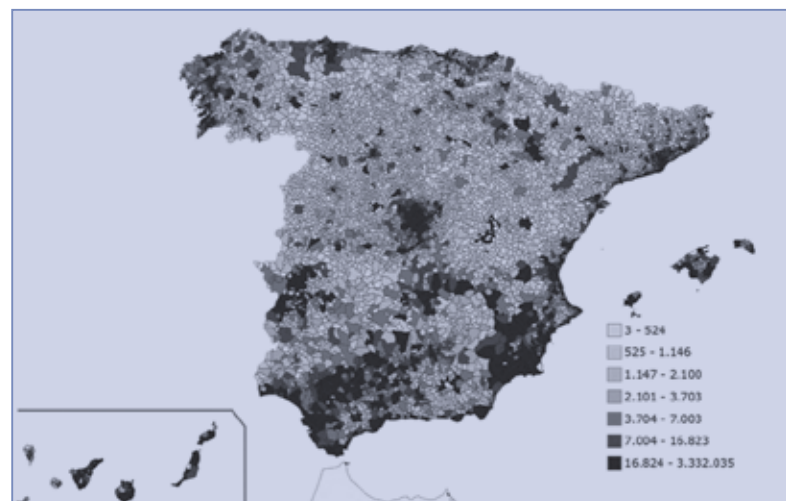 3 - 524
525 - 1.146
1.147 - 2.100
2.101 - 3.703
3.704 - 7.003
7.004 - 16.823
16.824 - 3.332.035